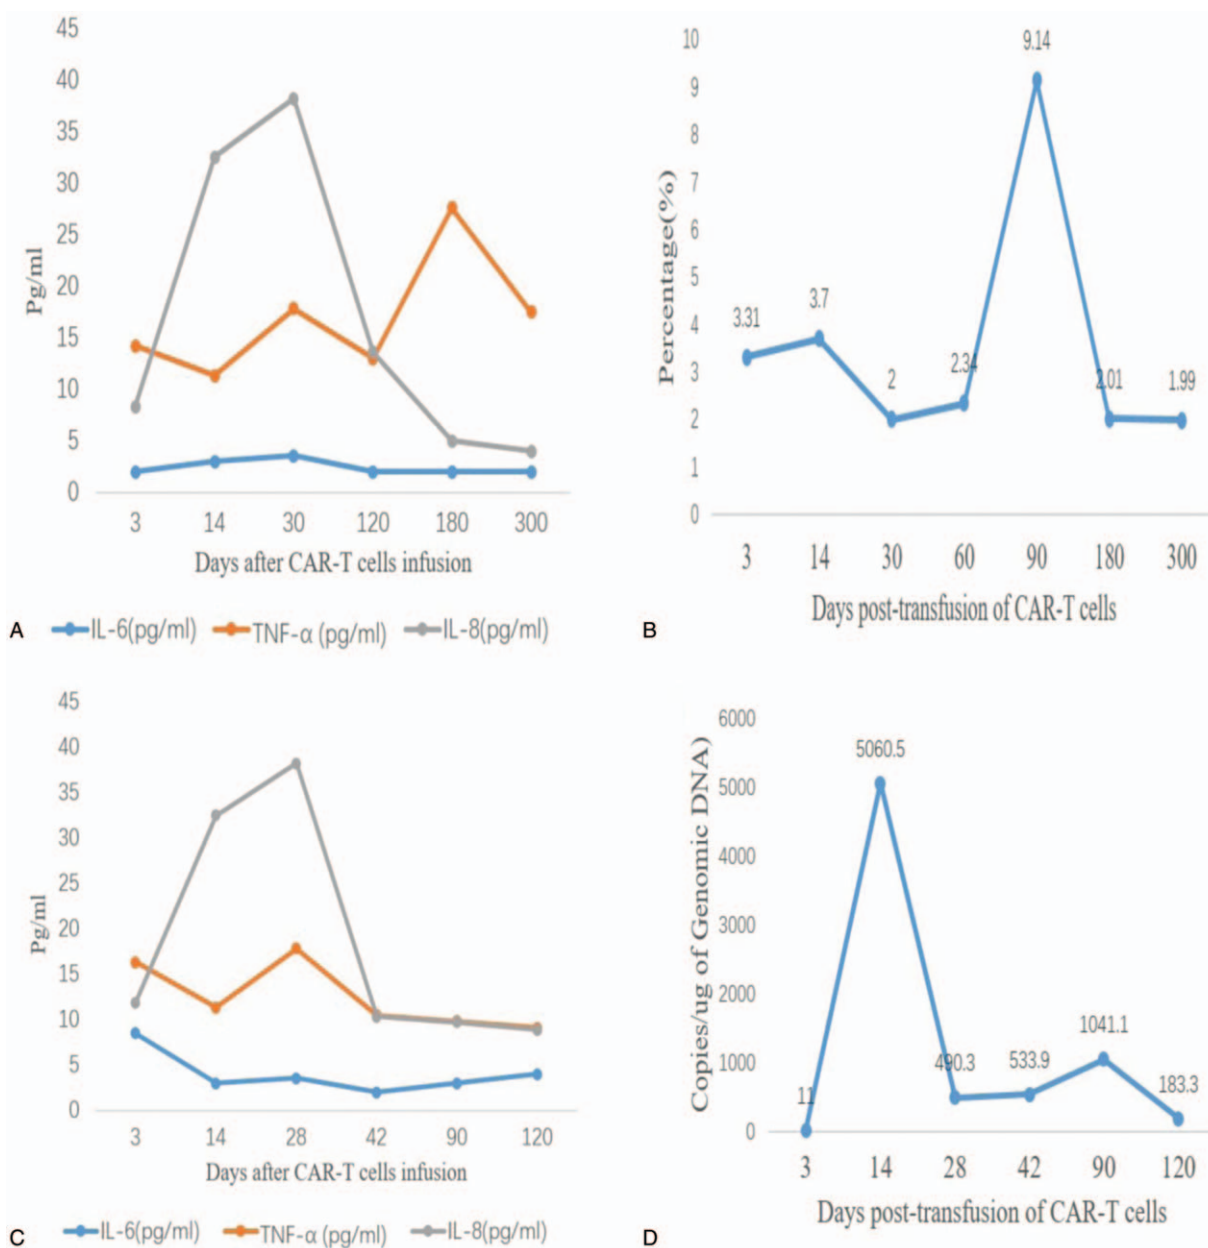 45
40
35
30
25
20
15
10
5
0
Pg/ml
3 14 30 120 180 300
Days after CAR-T cells infusion
A IL-6(pg/ml) TNF-α (pg/ml) IL-8(pg/ml)
10
9
8
7
6
5
4
3
2
1
0
Percentage(%)
3.31 3.7 2 2.34 9.14 2.01 1.99
3 14 30 60 90 180 300
Days post-transfusion of CAR-T cells
B
45
40
35
30
25
20
15
10
5
0
Pg/ml
3 14 28 42 90 120
Days after CAR-T cells infusion
C IL-6(pg/ml) TNF-α (pg/ml) IL-8(pg/ml)
6000
5000
4000
3000
2000
1000
0
Copies/ug of Genomic DNA)
11 5060.5 490.3 533.9 1041.1 183.3
3 14 28 42 90 120
Days post-transfusion of CAR-T cells
D